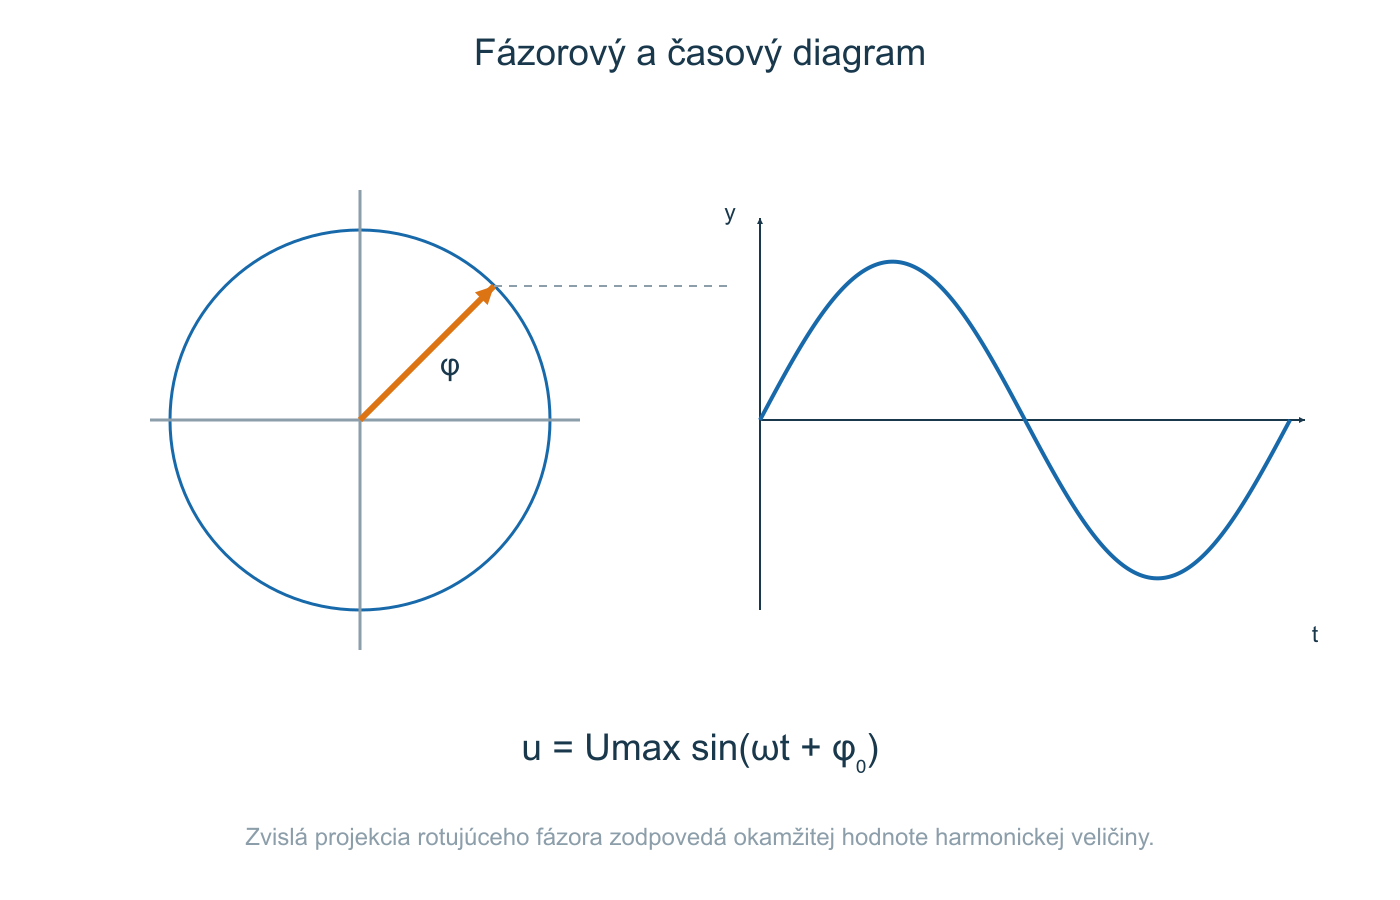 Fázorový a časový diagram
y
φ
t
u = Umax sin(ωt + φ₀)
Zvislá projekcia rotujúceho fázora zodpovedá okamžitej hodnote harmonickej veličiny.